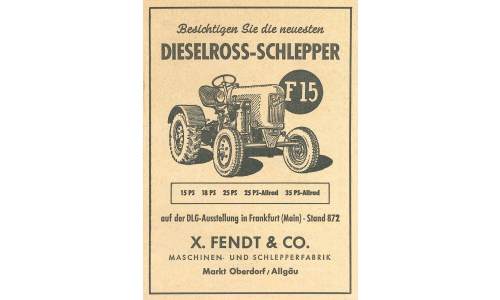 Besichtigen Sie die neuesten
DIESELROSS-SCHLEPPER
F 15
15 PS 18 PS 25 PS 25 PS-Allrad 35 PS-Allrad
auf der DLG-Ausstellung in Frankfurt (Main) - Stand 872
X. FENDT & CO.
MASCHINEN- UND SCHLEPPERFABRIK
Markt Oberdorf/Allgäu